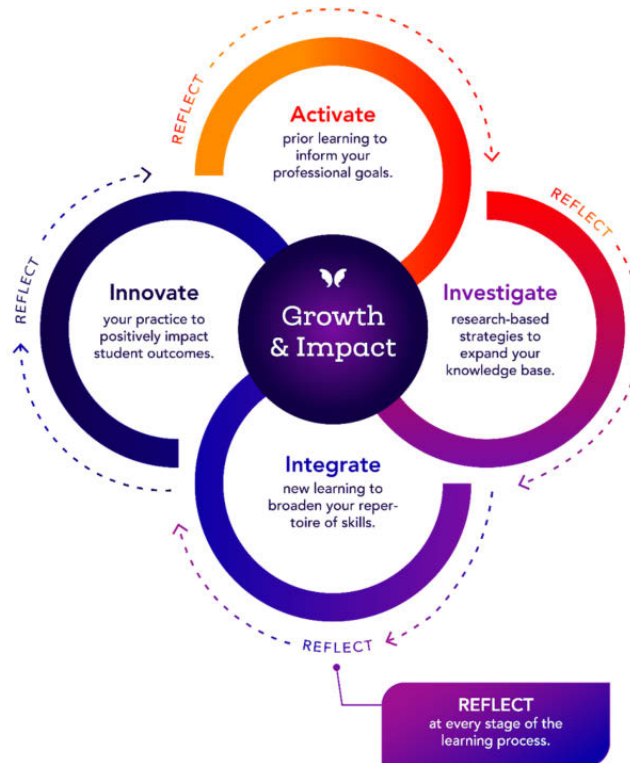 REFLECT
Activate
prior learning to
inform your
professional goals.
REFLECT
Investigate
research-based
strategies to
expand your
knowledge base.
REFLECT
Innovate
your practice to
positively impact
student outcomes.
Growth
& Impact
Integrate
new learning to
broaden your reper-
toire of skills.
REFLECT
REFLECT
at every stage of the
learning process.